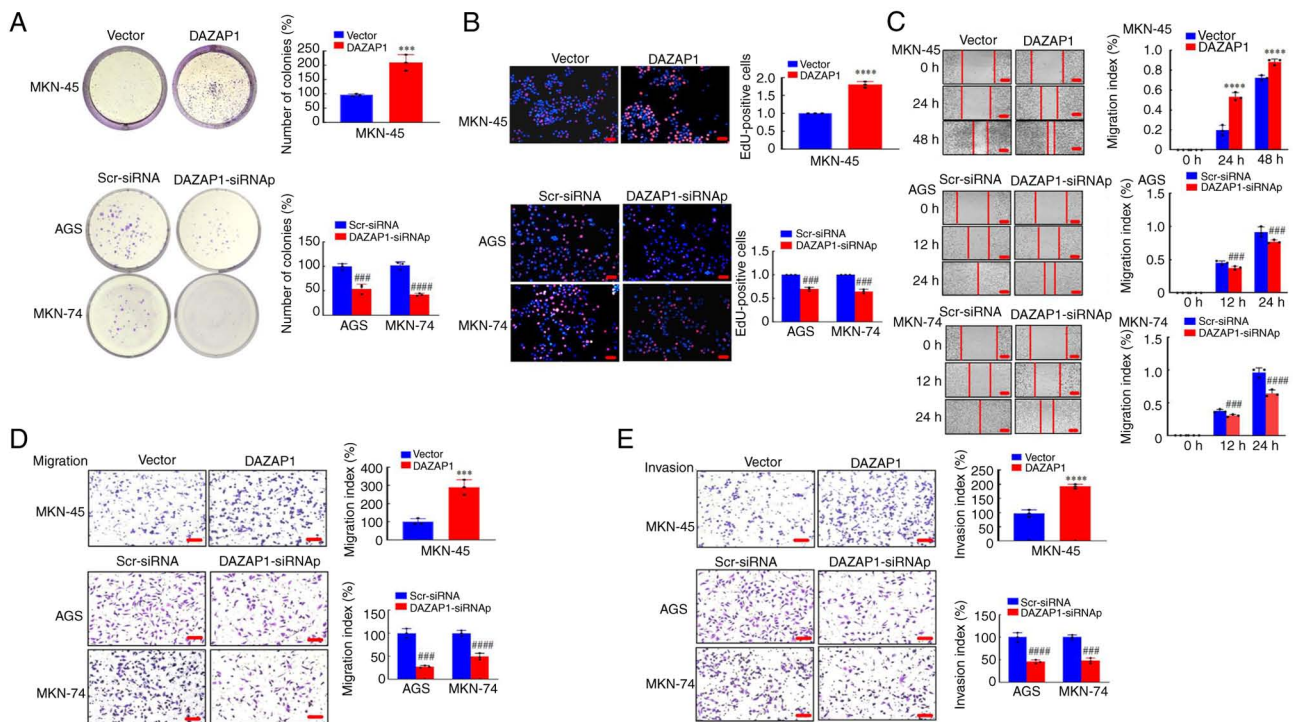 A
Vector
DAZAP1
MKN-45
Number of colonies (%)
250
200
150
100
50
0
Vector
DAZAP1
***
MKN-45
Scr-siRNA
DAZAP1-siRNAp
AGS
MKN-74
Number of colonies (%)
150
100
50
0
Scr-siRNA
DAZAP1-siRNAp
###
####
AGS
MKN-74
B
Vector
DAZAP1
MKN-45
EdU-positive cells
2.0
1.5
1.0
0
Vector
DAZAP1
****
MKN-45
Scr-siRNA
DAZAP1-siRNAp
AGS
MKN-74
EdU-positive cells
1.5
1.0
0.5
0
Scr-siRNA
DAZAP1-siRNAp
###
###
AGS
MKN-74
C
MKN-45
Vector
DAZAP1
0 h
24 h
48 h
MKN-45
Migration index (%)
1.0
0.8
0.6
0.4
0.2
0
Vector
DAZAP1
****
****
0 h
24 h
48 h
AGS
Scr-siRNA
DAZAP1-siRNAp
0 h
12 h
24 h
AGS
Migration index (%)
1.5
1.0
0.5
0
Scr-siRNA
DAZAP1-siRNAp
###
###
0 h
12 h
24 h
MKN-74
Scr-siRNA
DAZAP1-siRNAp
0 h
12 h
24 h
MKN-74
Migration index (%)
1.5
1.0
0.5
0
Scr-siRNA
DAZAP1-siRNAp
###
####
0 h
12 h
24 h
D
Migration
Vector
DAZAP1
MKN-45
Migration index (%)
400
300
200
100
0
Vector
DAZAP1
***
MKN-45
Scr-siRNA
DAZAP1-siRNAp
AGS
MKN-74
Migration index (%)
150
100
50
0
Scr-siRNA
DAZAP1-siRNAp
###
####
AGS
MKN-74
E
Invasion
Vector
DAZAP1
MKN-45
Invasion index (%)
200
150
100
50
0
Vector
DAZAP1
****
MKN-45
Scr-siRNA
DAZAP1-siRNAp
AGS
MKN-74
Invasion index (%)
150
100
50
0
Scr-siRNA
DAZAP1-siRNAp
####
###
AGS
MKN-74